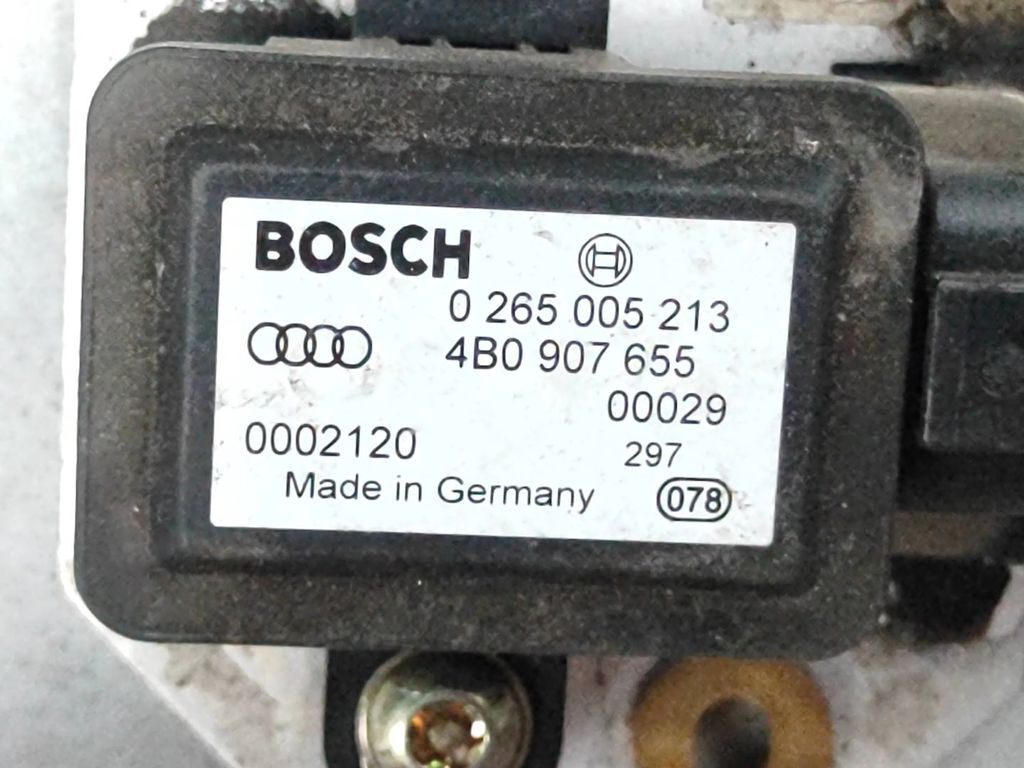 BOSCH
0 265 005 213
4B0 907 655
00029
0002120 297
Made in Germany 078